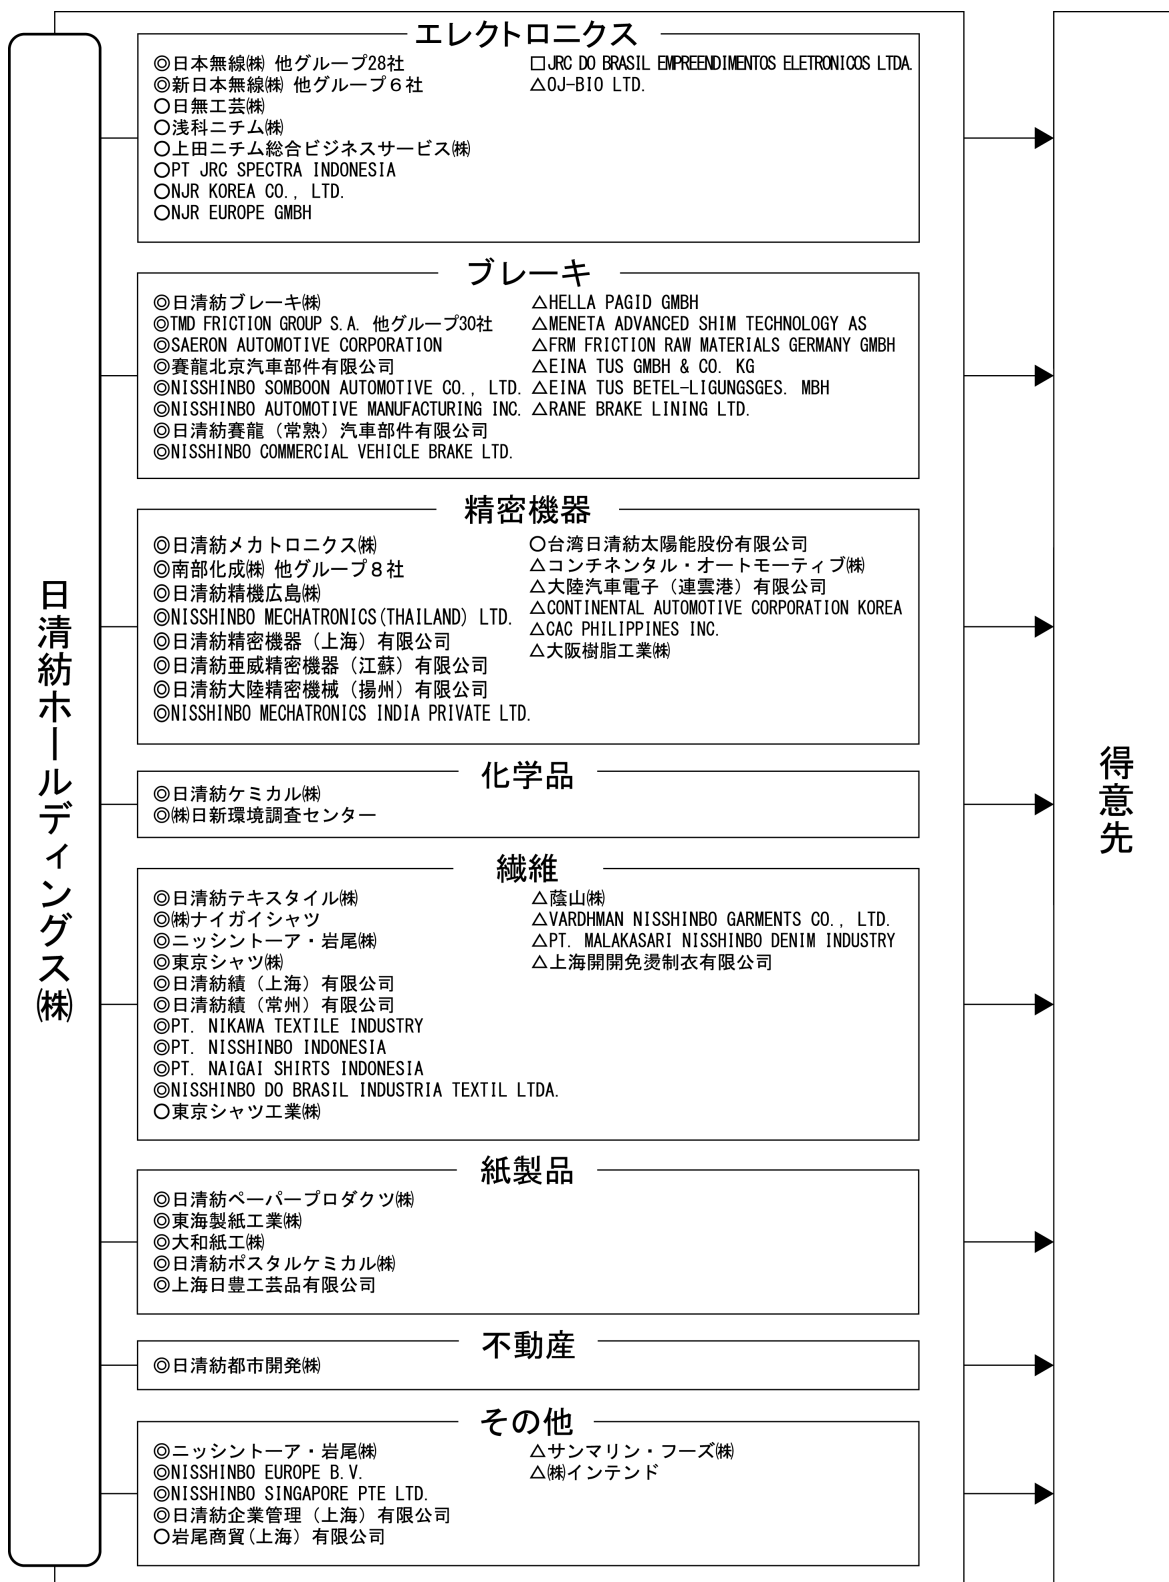 日清紡ホールディングス㈱
エレクトロニクス
◎日本無線㈱ 他グループ28社
◎新日本無線㈱ 他グループ６社
○日無工芸㈱
○浅科ニチム㈱
○上田ニチム総合ビジネスサービス㈱
○PT JRC SPECTRA INDONESIA
○NJR KOREA CO., LTD.
○NJR EUROPE GMBH
□JRC DO BRASIL EMPREENDIMENTOS ELETRONICOS LTDA.
△OJ-BIO LTD.
ブレーキ
◎日清紡ブレーキ㈱
◎TMD FRICTION GROUP S.A. 他グループ30社
◎SAERON AUTOMOTIVE CORPORATION
◎賽龍北京汽車部件有限公司
◎NISSHINBO SOMBOON AUTOMOTIVE CO., LTD.
◎NISSHINBO AUTOMOTIVE MANUFACTURING INC.
◎日清紡賽龍（常熟）汽車部件有限公司
◎NISSHINBO COMMERCIAL VEHICLE BRAKE LTD.
△HELLA PAGID GMBH
△MENETA ADVANCED SHIM TECHNOLOGY AS
△FRM FRICTION RAW MATERIALS GERMANY GMBH
△EINA TUS GMBH & CO. KG
△EINA TUS BETEL-LIGUNGSGES. MBH
△RANE BRAKE LINING LTD.
精密機器
◎日清紡メカトロニクス㈱
◎南部化成㈱ 他グループ８社
◎日清紡精機広島㈱
◎NISSHINBO MECHATRONICS(THAILAND) LTD.
◎日清紡精密機器（上海）有限公司
◎日清紡亜威精密機器（江蘇）有限公司
◎日清紡大陸精密機械（揚州）有限公司
◎NISSHINBO MECHATRONICS INDIA PRIVATE LTD.
○台湾日清紡太陽能股份有限公司
△コンチネンタル・オートモーティブ㈱
△大陸汽車電子（連雲港）有限公司
△CONTINENTAL AUTOMOTIVE CORPORATION KOREA
△CAC PHILIPPINES INC.
△大阪樹脂工業㈱
化学品
◎日清紡ケミカル㈱
◎㈱日新環境調査センター
繊維
◎日清紡テキスタイル㈱
◎㈱ナイガイシャツ
◎ニッシントーア・岩尾㈱
◎東京シャツ㈱
◎日清紡績（上海）有限公司
◎日清紡績（常州）有限公司
◎PT. NIKAWA TEXTILE INDUSTRY
◎PT. NISSHINBO INDONESIA
◎PT. NAIGAI SHIRTS INDONESIA
◎NISSHINBO DO BRASIL INDUSTRIA TEXTIL LTDA.
○東京シャツ工業㈱
△蔭山㈱
△VARDHMAN NISSHINBO GARMENTS CO., LTD.
△PT. MALAKASARI NISSHINBO DENIM INDUSTRY
△上海開開免燙制衣有限公司
紙製品
◎日清紡ペーパープロダクツ㈱
◎東海製紙工業㈱
◎大和紙工㈱
◎日清紡ポスタルケミカル㈱
◎上海日豊工芸品有限公司
不動産
◎日清紡都市開発㈱
その他
◎ニッシントーア・岩尾㈱
◎NISSHINBO EUROPE B.V.
◎NISSHINBO SINGAPORE PTE LTD.
◎日清紡企業管理（上海）有限公司
○岩尾商貿(上海）有限公司
△サンマリン・フーズ㈱
△㈱インテンド
得意先